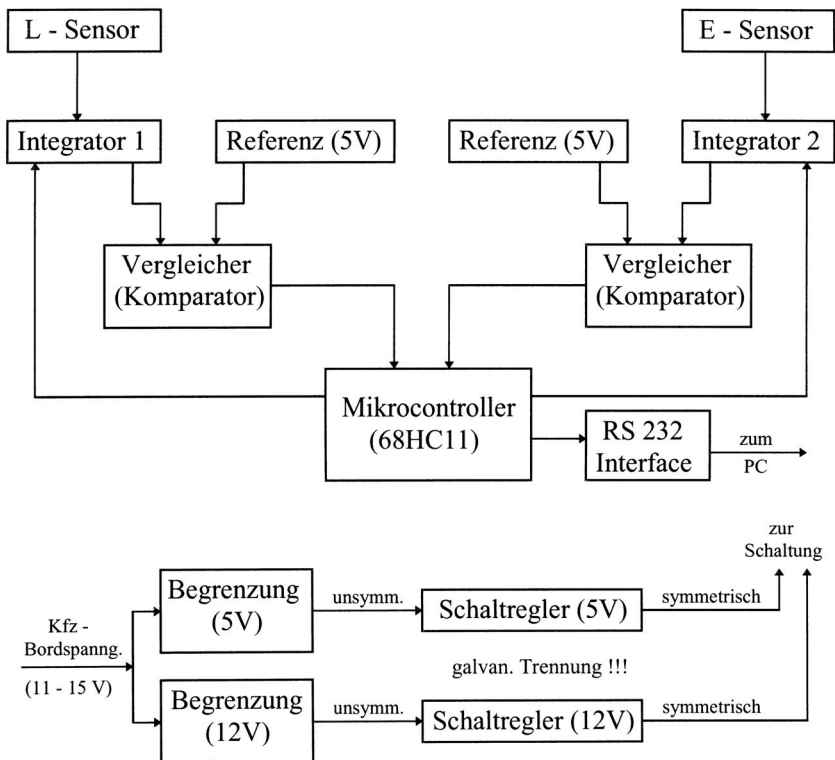 L - Sensor
E - Sensor
Integrator 1
Referenz (5V)
Referenz (5V)
Integrator 2
Vergleicher
(Komparator)
Vergleicher
(Komparator)
Mikrocontroller
(68HC11)
RS 232
Interface
zum
PC
zur
Schaltung
Kfz -
Bordspanng.
(11 - 15 V)
Begrenzung
(5V)
unsymm.
Schaltregler (5V)
symmetrisch
galvan. Trennung !!!
Begrenzung
(12V)
unsymm.
Schaltregler (12V)
symmetrisch